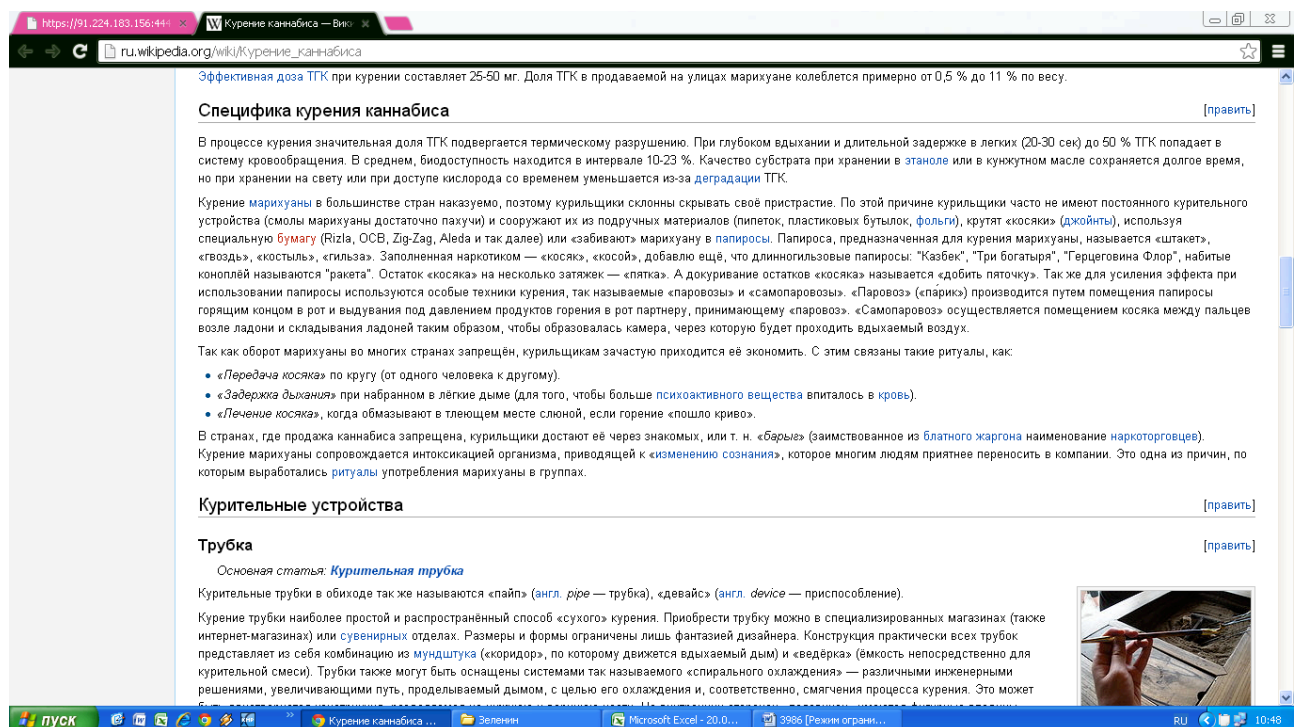 https://91.224.183.156:444
Курение каннабиса — Вик
ru.wikipedia.org/wiki/Курение_каннабиса
Эффективная доза ТГК при курении составляет 25-50 мг. Доля ТГК в продаваемой на улицах марихуане колеблется примерно от 0,5 % до 11 % по весу.
Специфика курения каннабиса [править]
В процессе курения значительная доля ТГК подвергается термическому разрушению. При глубоком вдыхании и длительной задержке в легких (20-30 сек) до 50 % ТГК попадает в
систему кровообращения. В среднем, биодоступность находится в интервале 10-23 %. Качество субстрата при хранении в этаноле или в кунжутном масле сохраняется долгое время,
но при хранении на свету или при доступе кислорода со временем уменьшается из-за деградации ТГК.
Курение марихуаны в большинстве стран наказуемо, поэтому курильщики склонны скрывать своё пристрастие. По этой причине курильщики часто не имеют постоянного курительного
устройства (смолы марихуаны достаточно пахучи) и сооружают их из подручных материалов (пипеток, пластиковых бутылок, фольги), крутят «косяки» (джойнты), используя
специальную бумагу (Rizla, OCB, Zig-Zag, Aleda и так далее) или «забивают» марихуану в папиросы. Папироса, предназначенная для курения марихуаны, называется «штакет»,
«гвоздь», «костыль», «гильза». Заполненная наркотиком — «косяк», «косой», добавлю ещё, что длинногильзовые папиросы: "Казбек", "Три богатыря", "Герцеговина Флор", набитые
коноплёй называются "ракета". Остаток «косяка» на несколько затяжек — «пятка». А докуривание остатков «косяка» называется «добить пяточку». Так же для усиления эффекта при
использовании папиросы используются особые техники курения, так называемые «паровозы» и «самопаровозы». «Паровоз» («па́рик») производится путем помещения папиросы
горящим концом в рот и выдувания под давлением продуктов горения в рот партнеру, принимающему «паровоз». «Самопаровоз» осуществляется помещением косяка между пальцев
возле ладони и складывания ладоней таким образом, чтобы образовалась камера, через которую будет проходить вдыхаемый воздух.
Так как оборот марихуаны во многих странах запрещён, курильщикам зачастую приходится её экономить. С этим связаны такие ритуалы, как:
• «Передача косяка» по кругу (от одного человека к другому).
• «Задержка дыхания» при набранном в лёгкие дыме (для того, чтобы больше психоактивного вещества впиталось в кровь).
• «Лечение косяка», когда обмазывают в тлеющем месте слюной, если горение «пошло криво».
В странах, где продажа каннабиса запрещена, курильщики достают её через знакомых, или т. н. «барыг» (заимствованное из блатного жаргона наименование наркоторговцев).
Курение марихуаны сопровождается интоксикацией организма, приводящей к «изменению сознания», которое многим людям приятнее переносить в компании. Это одна из причин, по
которым выработались ритуалы употребления марихуаны в группах.
Курительные устройства [править]
Трубка [править]
Основная статья: Курительная трубка
Курительные трубки в обиходе так же называются «пайп» (англ. pipe — трубка), «девайс» (англ. device — приспособление).
Курение трубки наиболее простой и распространённый способ «сухого» курения. Приобрести трубку можно в специализированных магазинах (также
интернет-магазинах) или сувенирных отделах. Размеры и формы ограничены лишь фантазией дизайнера. Конструкция практически всех трубок
представляет из себя комбинацию из мундштука («коридор», по которому движется вдыхаемый дым) и «ведёрка» (ёмкость непосредственно для
курительной смеси). Трубки также могут быть оснащены системами так называемого «спирального охлаждения» — различными инженерными
решениями, увеличивающими путь, проделываемый дымом, с целью его охлаждения и, соответственно, смягчения процесса курения. Это может
пуск
Курение каннабиса ...
Зеленин
Microsoft Excel - 20.0...
3986 [Режим ограни...
RU
10:48